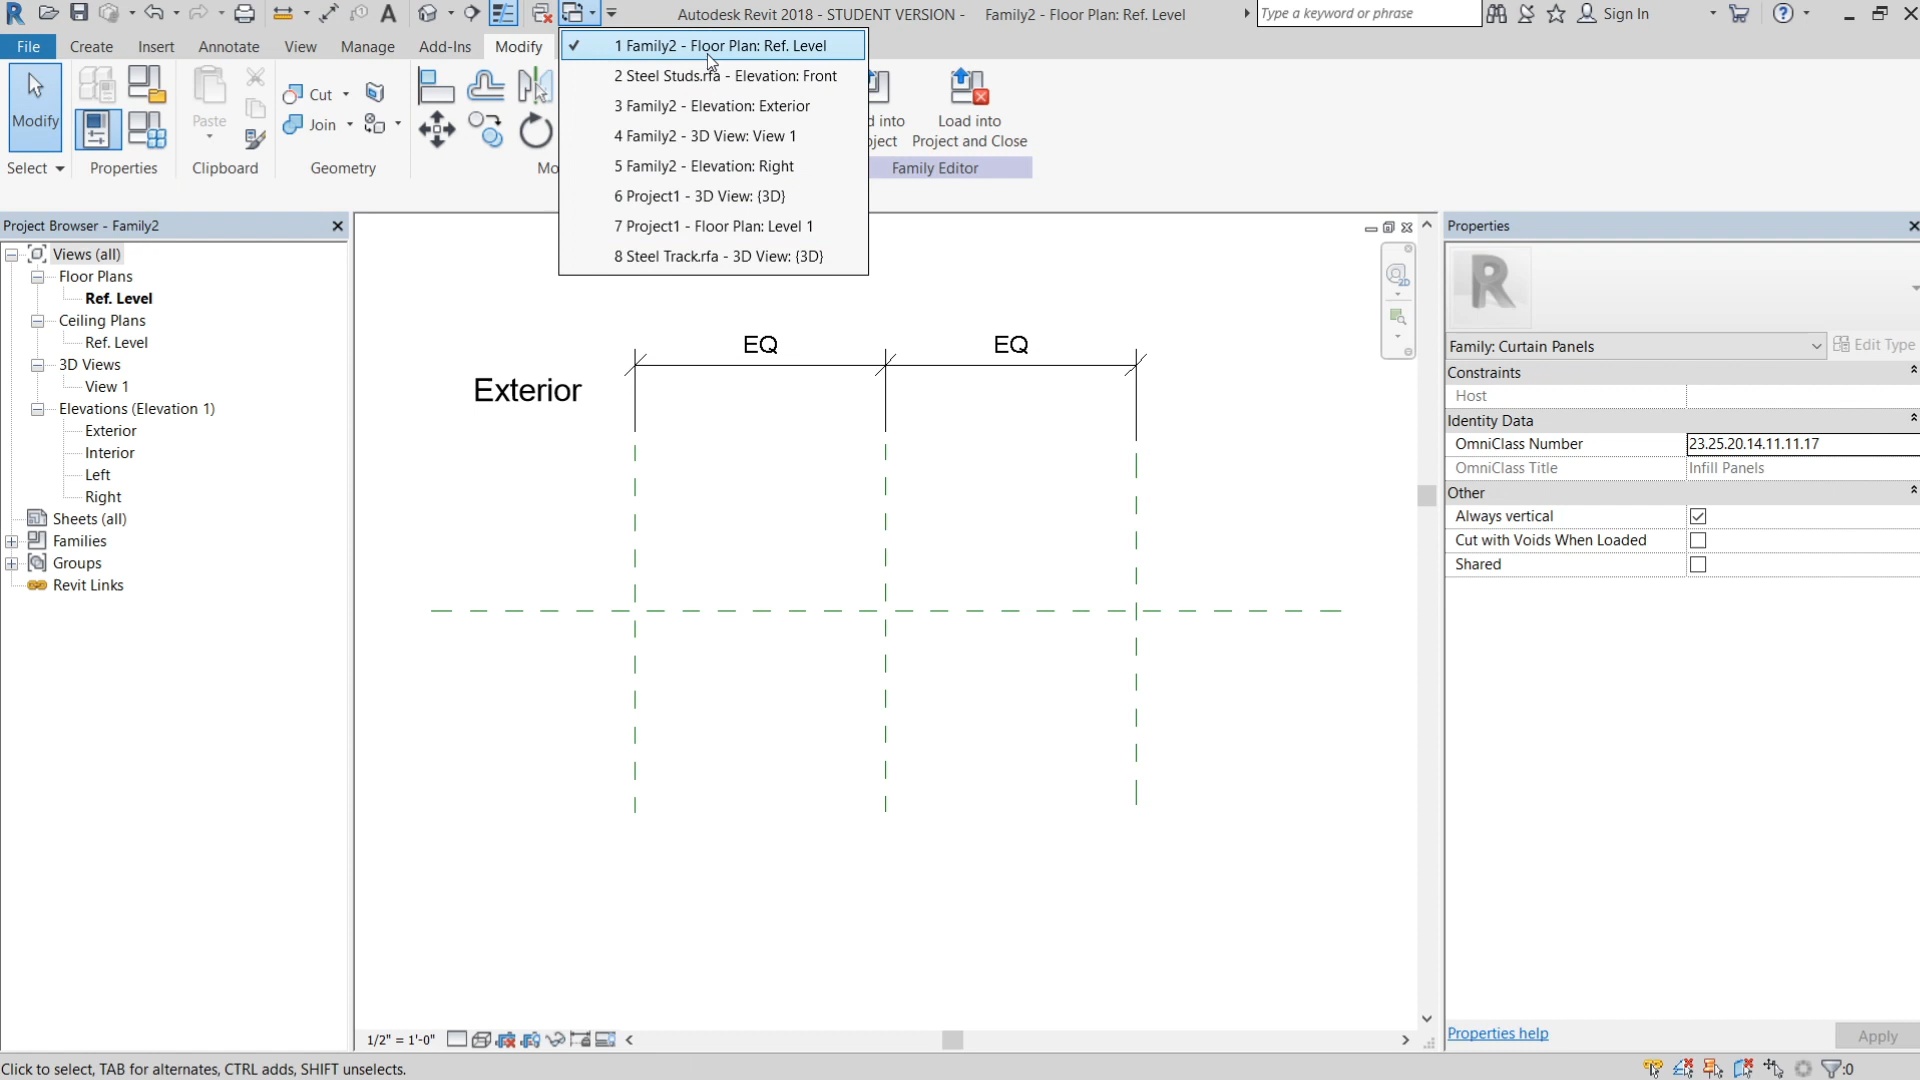 Autodesk Revit 2018 - STUDENT VERSION - Family2 - Floor Plan: Ref. Level
Type a keyword or phrase
Sign In
File Create Insert Annotate View Manage Add-Ins Modify
1 Family2 - Floor Plan: Ref. Level
2 Steel Studs.rfa - Elevation: Front
3 Family2 - Elevation: Exterior
4 Family2 - 3D View: View 1
5 Family2 - Elevation: Right
6 Project1 - 3D View: {3D}
7 Project1 - Floor Plan: Level 1
8 Steel Track.rfa - 3D View: {3D}
Modify
Paste
Cut
Join
d into
ject
Load into
Project and Close
Select Properties Clipboard Geometry Mo Family Editor
Project Browser - Family2
Views (all)
Floor Plans
Ref. Level
Ceiling Plans
Ref. Level
3D Views
View 1
Elevations (Elevation 1)
Exterior
Interior
Left
Right
Sheets (all)
Families
Groups
Revit Links
2D
EQ EQ
Exterior
Properties
R
Family: Curtain Panels
Edit Type
Constraints
Host
Identity Data
OmniClass Number 23.25.20.14.11.11.17
OmniClass Title Infill Panels
Other
Always vertical
Cut with Voids When Loaded
Shared
Properties help
Apply
1/2" = 1'-0"
Click to select, TAB for alternates, CTRL adds, SHIFT unselects.
:0